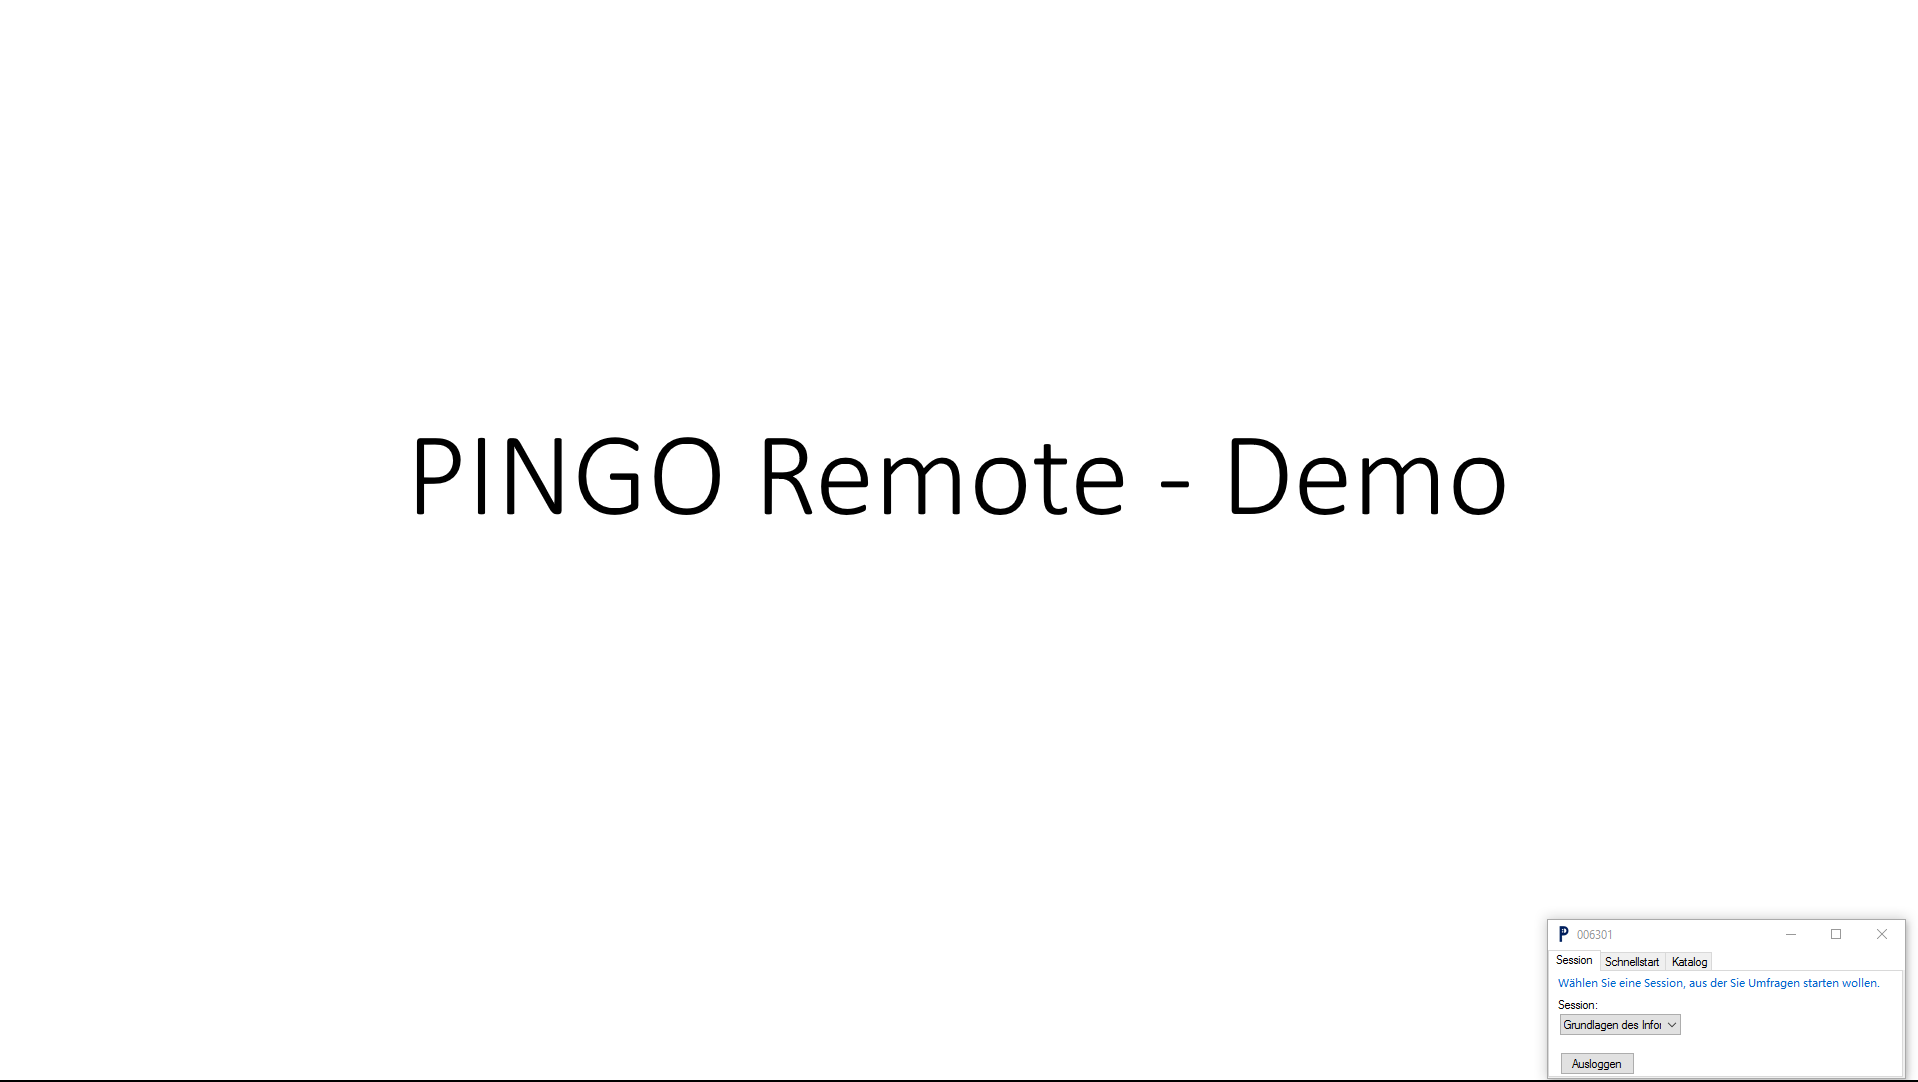 PINGO Remote - Demo
006301
Session Schnellstart Katalog
Wählen Sie eine Session, aus der Sie Umfragen starten wollen.
Session:
Grundlagen des Infor
Ausloggen